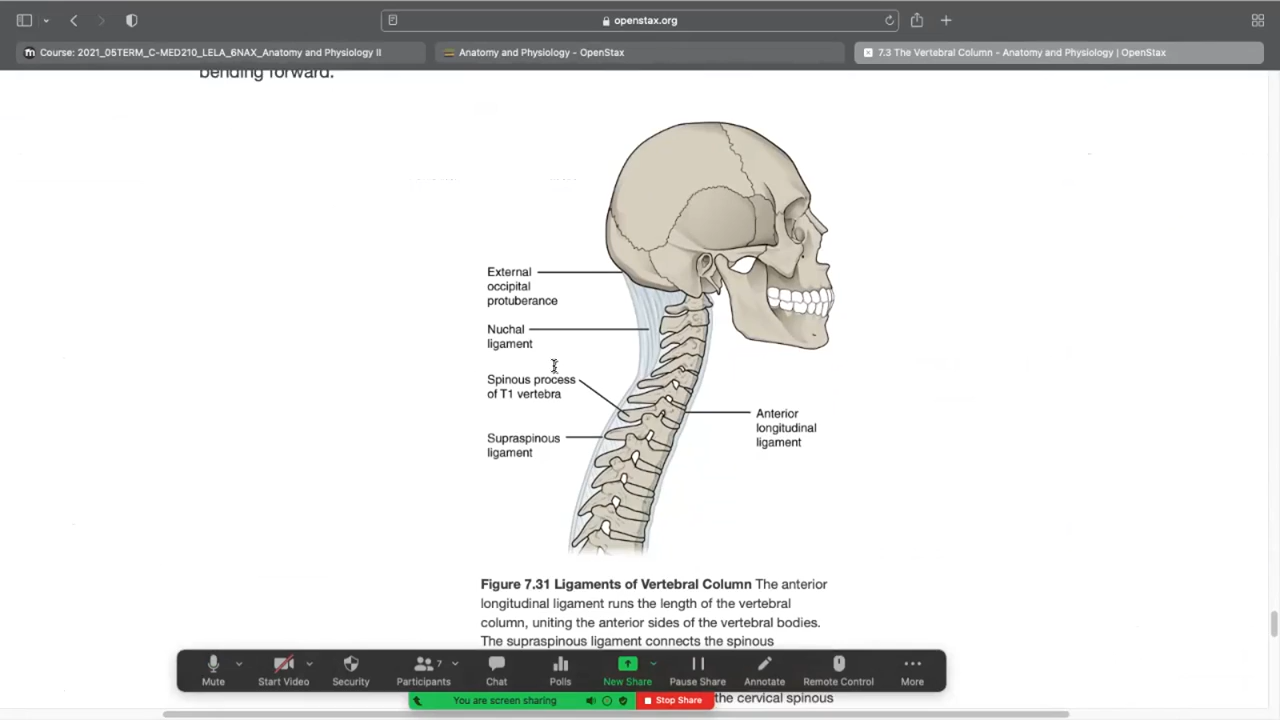 openstax.org
Course: 2021_05TERM_C-MED210_LELA_6NAX_Anatomy and Physiology II
Anatomy and Physiology - OpenStax
7.3 The Vertebral Column - Anatomy and Physiology | OpenStax
bending forward.
External
occipital
protuberance
Nuchal
ligament
Spinous process
of T1 vertebra
Supraspinous
ligament
Anterior
longitudinal
ligament
Figure 7.31 Ligaments of Vertebral Column The anterior
longitudinal ligament runs the length of the vertebral
column, uniting the anterior sides of the vertebral bodies.
The supraspinous ligament connects the spinous
Mute
Start Video
Security
7
Participants
Chat
Polls
New Share
Pause Share
Annotate
Remote Control
More
You are screen sharing
Stop Share
the cervical spinous